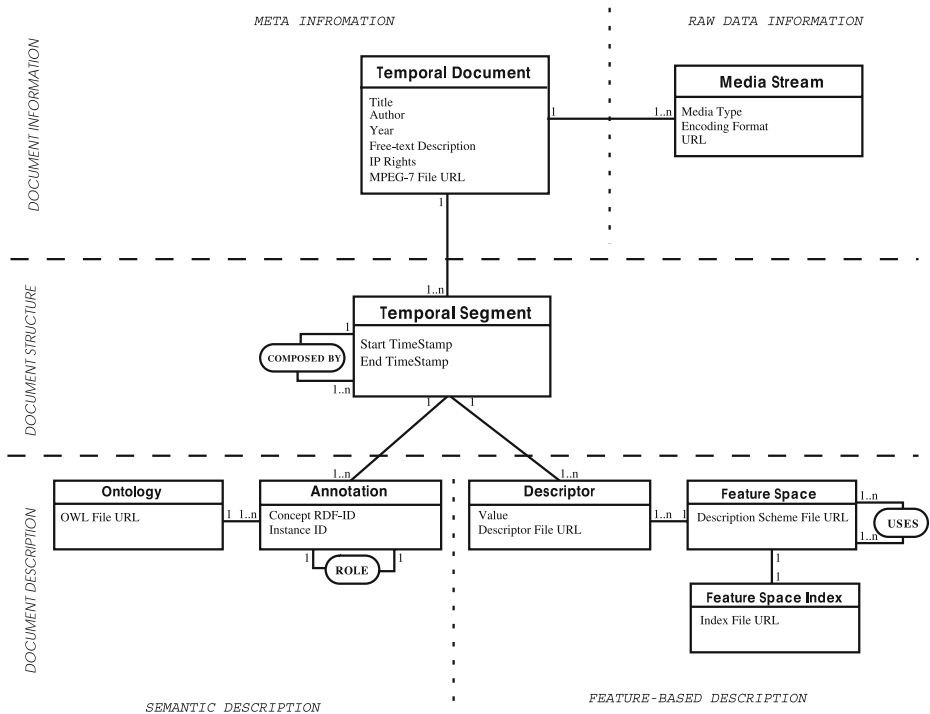 META INFROMATION
RAW DATA INFORMATION
DOCUMENT INFORMATION
Temporal Document
Title
Author
Year
Free-text Description
IP Rights
MPEG-7 File URL
1
1..n
Media Stream
Media Type
Encoding Format
URL
1
1..n
DOCUMENT STRUCTURE
Temporal Segment
Start TimeStamp
End TimeStamp
1
COMPOSED BY
1..n
1
1
1..n
1..n
DOCUMENT DESCRIPTION
Ontology
OWL File URL
1
1..n
Annotation
Concept RDF-ID
Instance ID
1
ROLE
1
Descriptor
Value
Descriptor File URL
1..n
1
Feature Space
Description Scheme File URL
1..n
USES
1..n
1
1
Feature Space Index
Index File URL
SEMANTIC DESCRIPTION
FEATURE-BASED DESCRIPTION